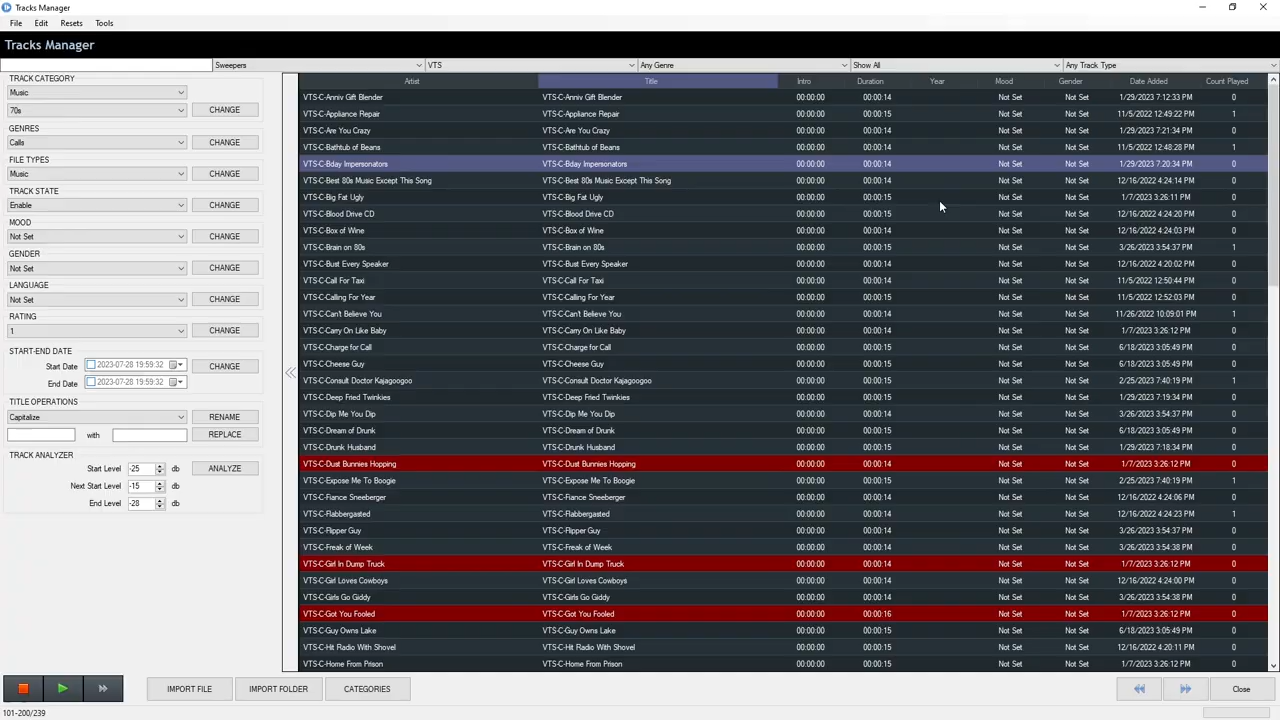 Tracks Manager
File Edit Resets Tools
Tracks Manager
Sweepers VTS Any Genre Show All Any Track Type
TRACK CATEGORY
Music
70s CHANGE
GENRES
Calls CHANGE
FILE TYPES
Music CHANGE
TRACK STATE
Enable CHANGE
MOOD
Not Set CHANGE
GENDER
Not Set CHANGE
LANGUAGE
Not Set CHANGE
RATING
1 CHANGE
START-END DATE
Start Date 2023-07-28 19:59:32 CHANGE
End Date 2023-07-28 19:59:32
TITLE OPERATIONS
Capitalize RENAME
with REPLACE
TRACK ANALYZER
Start Level -25 db ANALYZE
Next Start Level -15 db
End Level -28 db
Artist Title Intro Duration Year Mood Gender Date Added Count Played
VTS-C-Anniv Gift Blender VTS-C-Anniv Gift Blender 00:00:00 00:00:14 Not Set Not Set 1/29/2023 7:12:33 PM 0
VTS-C-Appliance Repair VTS-C-Appliance Repair 00:00:00 00:00:15 Not Set Not Set 11/5/2022 12:49:22 PM 1
VTS-C-Are You Crazy VTS-C-Are You Crazy 00:00:00 00:00:14 Not Set Not Set 1/29/2023 7:21:34 PM 0
VTS-C-Bathtub of Beans VTS-C-Bathtub of Beans 00:00:00 00:00:14 Not Set Not Set 11/5/2022 12:48:28 PM 1
VTS-C-Bday Impersonators VTS-C-Bday Impersonators 00:00:00 00:00:14 Not Set Not Set 1/29/2023 7:20:34 PM 0
VTS-C-Best 80s Music Except This Song VTS-C-Best 80s Music Except This Song 00:00:00 00:00:14 Not Set Not Set 12/16/2022 4:24:14 PM 0
VTS-C-Big Fat Ugly VTS-C-Big Fat Ugly 00:00:00 00:00:15 Not Set Not Set 1/7/2023 3:26:11 PM 0
VTS-C-Blood Drive CD VTS-C-Blood Drive CD 00:00:00 00:00:15 Not Set Not Set 12/16/2022 4:24:20 PM 0
VTS-C-Box of Wine VTS-C-Box of Wine 00:00:00 00:00:14 Not Set Not Set 12/16/2022 4:24:03 PM 0
VTS-C-Brain on 80s VTS-C-Brain on 80s 00:00:00 00:00:15 Not Set Not Set 3/26/2023 3:54:37 PM 1
VTS-C-Bust Every Speaker VTS-C-Bust Every Speaker 00:00:00 00:00:14 Not Set Not Set 12/16/2022 4:20:02 PM 0
VTS-C-Call For Taxi VTS-C-Call For Taxi 00:00:00 00:00:15 Not Set Not Set 11/5/2022 12:50:44 PM 0
VTS-C-Calling For Year VTS-C-Calling For Year 00:00:00 00:00:15 Not Set Not Set 11/5/2022 12:52:03 PM 0
VTS-C-Can't Believe You VTS-C-Can't Believe You 00:00:00 00:00:14 Not Set Not Set 11/26/2022 10:09:01 PM 1
VTS-C-Carry On Like Baby VTS-C-Carry On Like Baby 00:00:00 00:00:14 Not Set Not Set 1/7/2023 3:26:12 PM 0
VTS-C-Charge for Call VTS-C-Charge for Call 00:00:00 00:00:14 Not Set Not Set 6/18/2023 3:05:49 PM 0
VTS-C-Cheese Guy VTS-C-Cheese Guy 00:00:00 00:00:15 Not Set Not Set 6/18/2023 3:05:49 PM 0
VTS-C-Consult Doctor Kajagoogoo VTS-C-Consult Doctor Kajagoogoo 00:00:00 00:00:14 Not Set Not Set 2/25/2023 7:40:19 PM 1
VTS-C-Deep Fried Twinkies VTS-C-Deep Fried Twinkies 00:00:00 00:00:14 Not Set Not Set 1/29/2023 7:19:34 PM 0
VTS-C-Dip Me You Dip VTS-C-Dip Me You Dip 00:00:00 00:00:14 Not Set Not Set 3/26/2023 3:54:37 PM 0
VTS-C-Dream of Drunk VTS-C-Dream of Drunk 00:00:00 00:00:15 Not Set Not Set 6/18/2023 3:05:49 PM 0
VTS-C-Drunk Husband VTS-C-Drunk Husband 00:00:00 00:00:15 Not Set Not Set 1/29/2023 7:18:34 PM 0
VTS-C-Dust Bunnies Hopping VTS-C-Dust Bunnies Hopping 00:00:00 00:00:14 Not Set Not Set 1/7/2023 3:26:12 PM 0
VTS-C-Expose Me To Boogie VTS-C-Expose Me To Boogie 00:00:00 00:00:15 Not Set Not Set 2/25/2023 7:40:19 PM 1
VTS-C-Fiance Sneeberger VTS-C-Fiance Sneeberger 00:00:00 00:00:14 Not Set Not Set 12/16/2022 4:24:06 PM 0
VTS-C-Flabbergasted VTS-C-Flabbergasted 00:00:00 00:00:14 Not Set Not Set 12/16/2022 4:24:23 PM 1
VTS-C-Flipper Guy VTS-C-Flipper Guy 00:00:00 00:00:14 Not Set Not Set 3/26/2023 3:54:37 PM 0
VTS-C-Freak of Week VTS-C-Freak of Week 00:00:00 00:00:14 Not Set Not Set 3/26/2023 3:54:38 PM 0
VTS-C-Girl In Dump Truck VTS-C-Girl In Dump Truck 00:00:00 00:00:14 Not Set Not Set 1/7/2023 3:26:12 PM 0
VTS-C-Girl Loves Cowboys VTS-C-Girl Loves Cowboys 00:00:00 00:00:14 Not Set Not Set 12/16/2022 4:24:00 PM 0
VTS-C-Girls Go Giddy VTS-C-Girls Go Giddy 00:00:00 00:00:14 Not Set Not Set 3/26/2023 3:54:38 PM 0
VTS-C-Got You Fooled VTS-C-Got You Fooled 00:00:00 00:00:16 Not Set Not Set 1/7/2023 3:26:12 PM 0
VTS-C-Guy Owns Lake VTS-C-Guy Owns Lake 00:00:00 00:00:15 Not Set Not Set 6/18/2023 3:05:49 PM 0
VTS-C-Hit Radio With Shovel VTS-C-Hit Radio With Shovel 00:00:00 00:00:15 Not Set Not Set 12/16/2022 4:20:11 PM 0
VTS-C-Home From Prison VTS-C-Home From Prison 00:00:00 00:00:15 Not Set Not Set 1/7/2023 3:26:12 PM 0
IMPORT FILE IMPORT FOLDER CATEGORIES Close
101-200/239